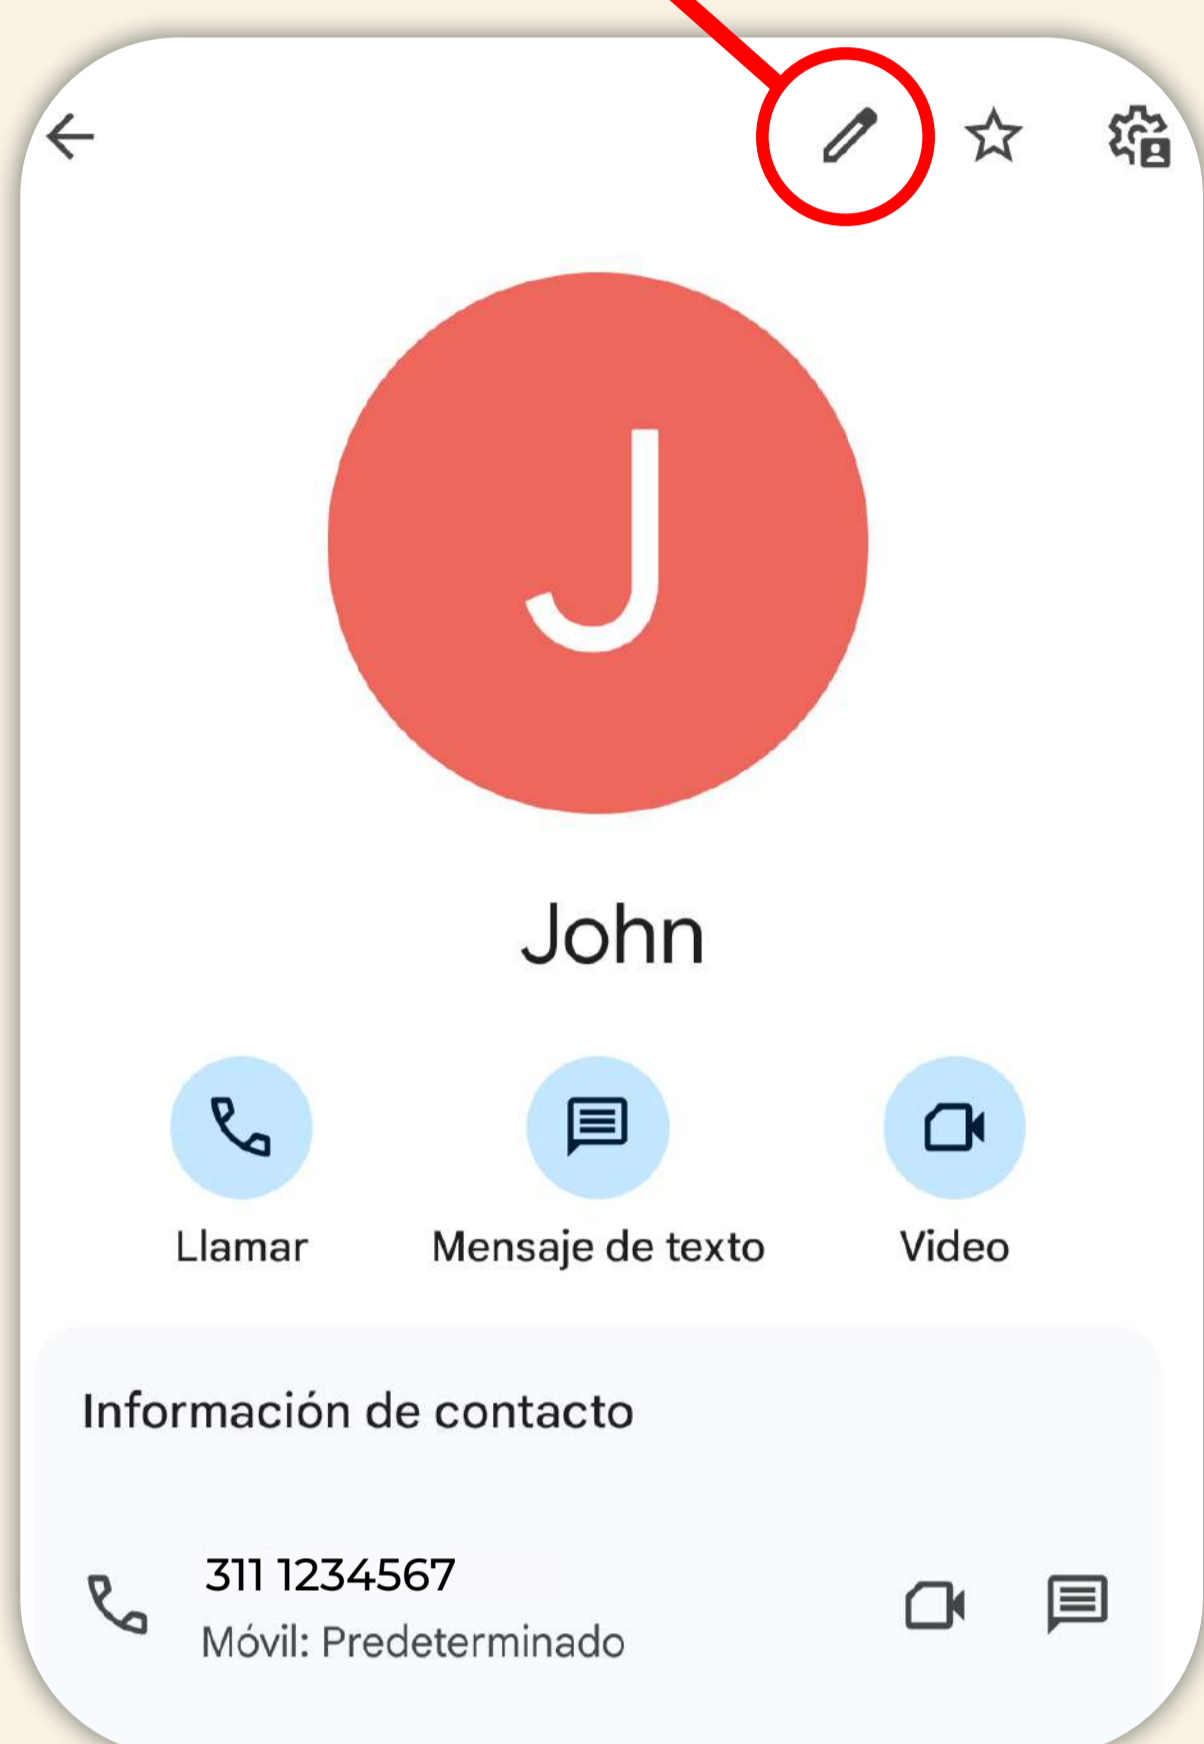 J
John
Llamar Mensaje de texto Video
Información de contacto
311 1234567
Móvil: Predeterminado